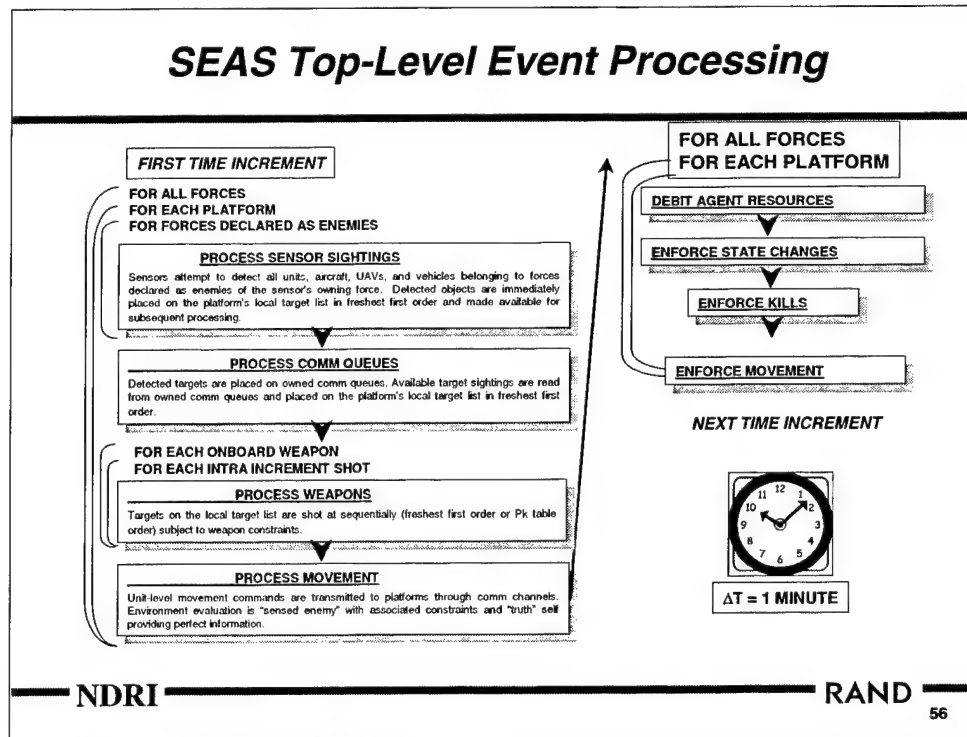 SEAS Top-Level Event Processing
FIRST TIME INCREMENT
FOR ALL FORCES
FOR EACH PLATFORM
FOR FORCES DECLARED AS ENEMIES
PROCESS SENSOR SIGHTINGS
Sensors attempt to detect all units, aircraft, UAVs, and vehicles belonging to forces
declared as enemies of the sensor's owning force. Detected objects are immediately
placed on the platform's local target list in freshest first order and made available for
subsequent processing.
PROCESS COMM QUEUES
Detected targets are placed on owned comm queues. Available target sightings are read
from owned comm queues and placed on the platform's local target list in freshest first
order.
FOR EACH ONBOARD WEAPON
FOR EACH INTRA INCREMENT SHOT
PROCESS WEAPONS
Targets on the local target list are shot at sequentially (freshest first order or Pk table
order) subject to weapon constraints.
PROCESS MOVEMENT
Unit-level movement commands are transmitted to platforms through comm channels.
Environment evaluation is "sensed enemy" with associated constraints and "truth" self
providing perfect information.
FOR ALL FORCES
FOR EACH PLATFORM
DEBIT AGENT RESOURCES
ENFORCE STATE CHANGES
ENFORCE KILLS
ENFORCE MOVEMENT
NEXT TIME INCREMENT
12
11 1
10 2
9 3
8 4
7 5
6
ΔT = 1 MINUTE
NDRI
RAND
56